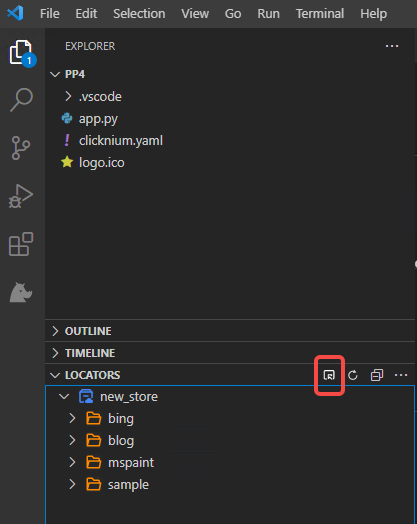 File Edit Selection View Go Run Terminal Help
EXPLORER
1
PP4
.vscode
app.py
! clicknium.yaml
logo.ico
OUTLINE
TIMELINE
LOCATORS
new_store
bing
blog
mspaint
sample